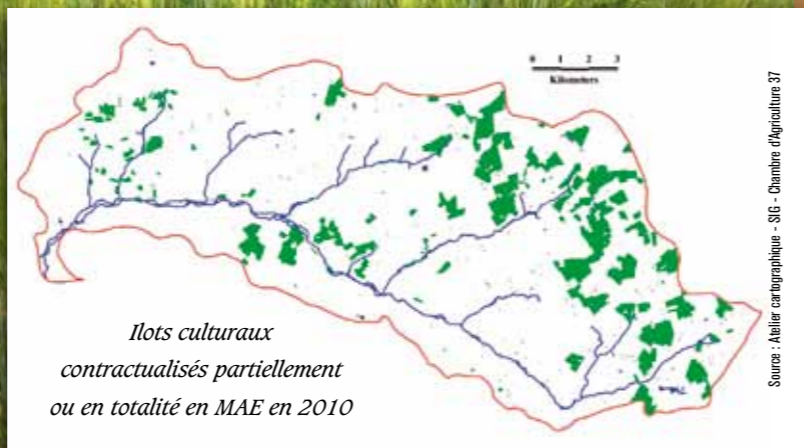 0 1 2 3
Kilometers
Ilots culturaux
contractualisés partiellement
ou en totalité en MAE en 2010
Source : Atelier cartographique - SIG - Chambre d'Agriculture 37